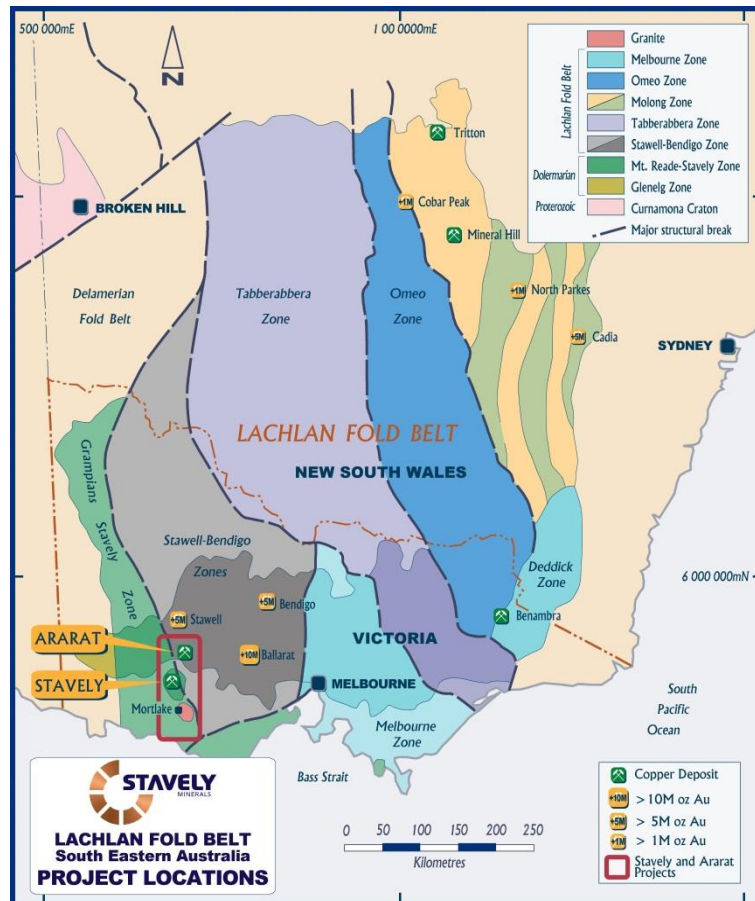 500 000mE
1 00 0000mE
N
Granite
Lachlan Fold Belt
Melbourne Zone
Omeo Zone
Molong Zone
Tabberabbera Zone
Stawell-Bendigo Zone
Dolermarian
Mt. Reade-Stavely Zone
Glenelg Zone
Proterozoic
Curnamona Craton
Major structural break
Tritton
+1M
Cobar Peak
BROKEN HILL
Mineral Hill
Delamerian
Fold Belt
Tabberabbera
Zone
Omeo
Zone
+1M
North Parkes
+5M
Cadia
SYDNEY
LACHLAN FOLD BELT
NEW SOUTH WALES
Grampians
Stavely
Zone
Stawell-Bendigo
Zones
Deddick
Zone
6 000 000mN
+5M
Bendigo
+5M
Stawell
Benambra
ARARAT
+10M
Ballarat
VICTORIA
STAVELY
MELBOURNE
Mortlake
South
Pacific
Ocean
Melbourne
Zone
Bass Strait
STAVELY
MINERALS
LACHLAN FOLD BELT
South Eastern Australia
PROJECT LOCATIONS
0 50 100 150 200 250
Kilometres
Copper Deposit
+10M > 10M oz Au
+5M > 5M oz Au
+1M > 1M oz Au
Stavely and Ararat
Projects